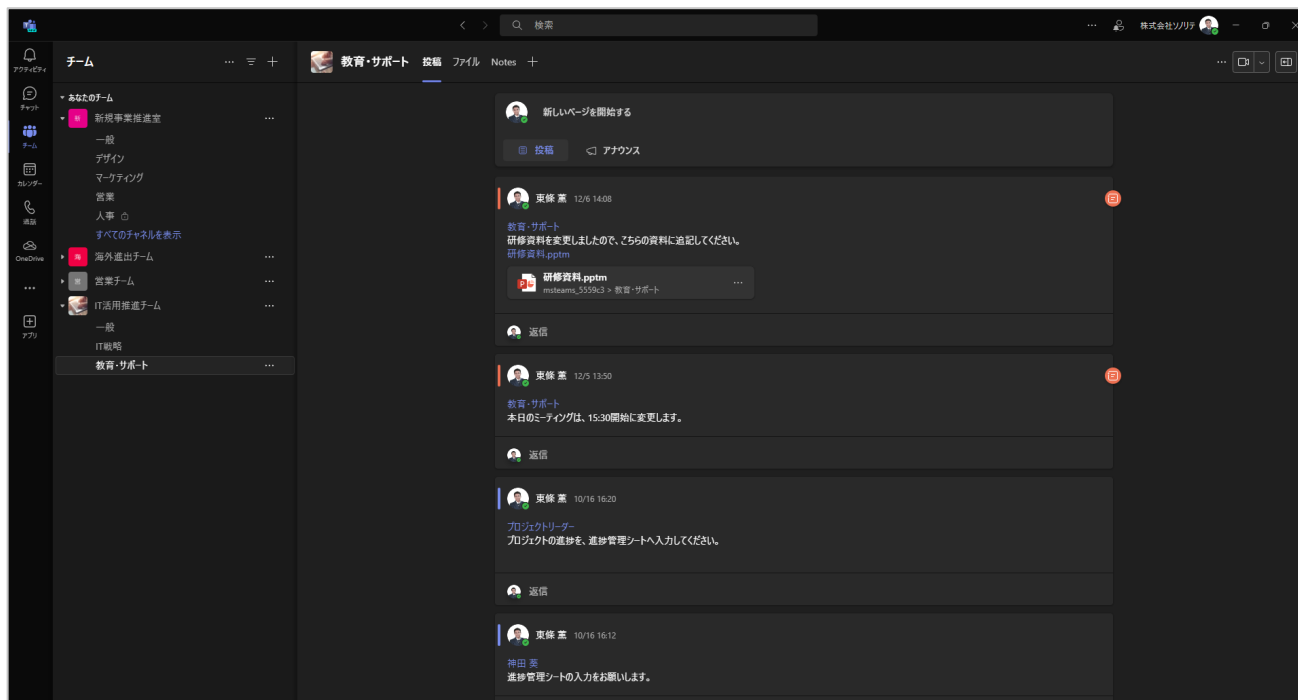 検索
株式会社ソノリテ
アクティビティ
チャット
チーム
カレンダー
通話
OneDrive
アプリ
チーム
あなたのチーム
新規事業推進室
一般
デザイン
マーケティング
営業
人事
すべてのチャネルを表示
海 海外進出チーム
営業チーム
IT活用推進チーム
一般
IT戦略
教育・サポート
教育・サポート 投稿 ファイル Notes
新しいページを開始する
投稿 アナウンス
東條 薫 12/6 14:08
教育・サポート
研修資料を変更しましたので、こちらの資料に追記してください。
研修資料.pptm
研修資料.pptm
msteams_5559c3 > 教育・サポート
返信
東條 薫 12/5 13:50
教育・サポート
本日のミーティングは、15:30開始に変更します。
返信
東條 薫 10/16 16:20
プロジェクトリーダー
プロジェクトの進捗を、進捗管理シートへ入力してください。
返信
東條 薫 10/16 16:12
神田 英
進捗管理シートの入力をお願いします。